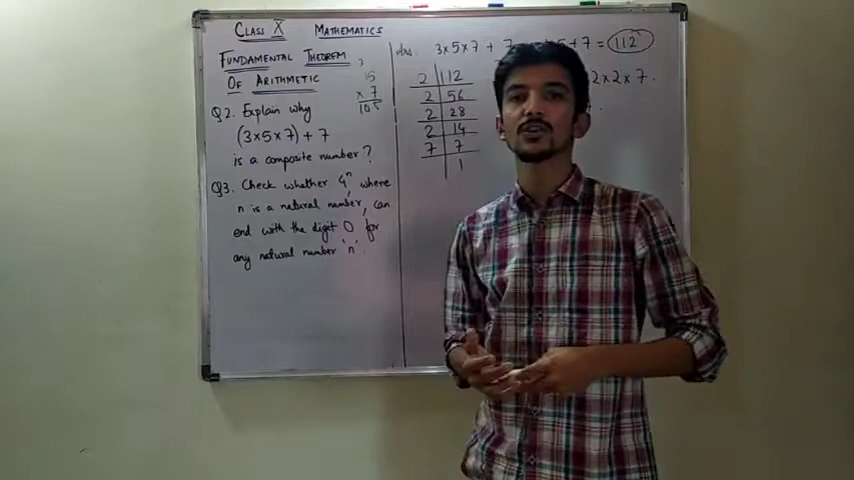 CLASS X MATHEMATICS
FUNDAMENTAL THEOREM
OF ARITHMETIC
Q2. Explain why
(3×5×7) + 7
is a composite number?
Q3. Check whether 4ⁿ, where
n is a natural number, can
end with the digit 0 for
any natural number 'n'.
3
15
× 7
105
Ans. 3×5×7 + 7
+ 7 = 112
2 112
2 56
2 28
2 14
7 7
1
2×2×7.